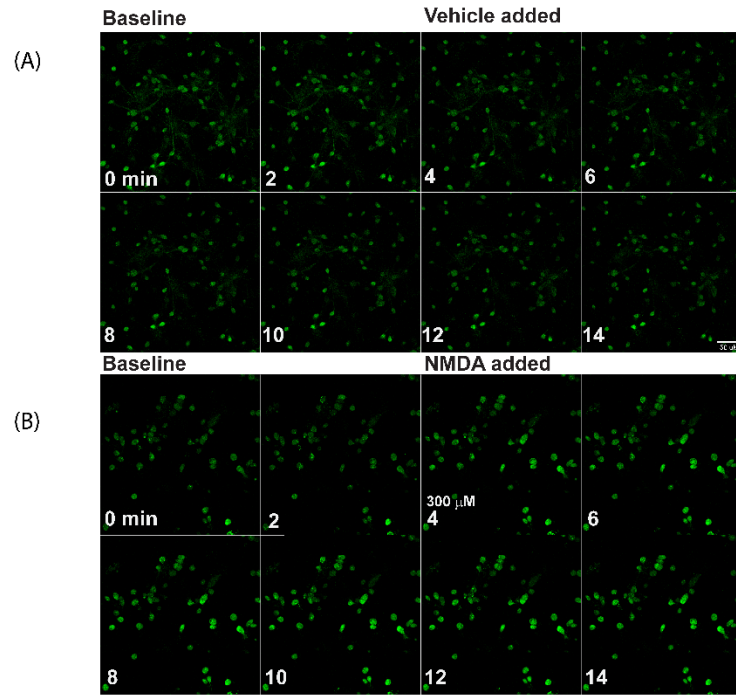 Baseline Vehicle added
(A)
0 min 2 4 6
8 10 12 14
Baseline NMDA added
(B)
300 μM
0 min 2 4 6
8 10 12 14